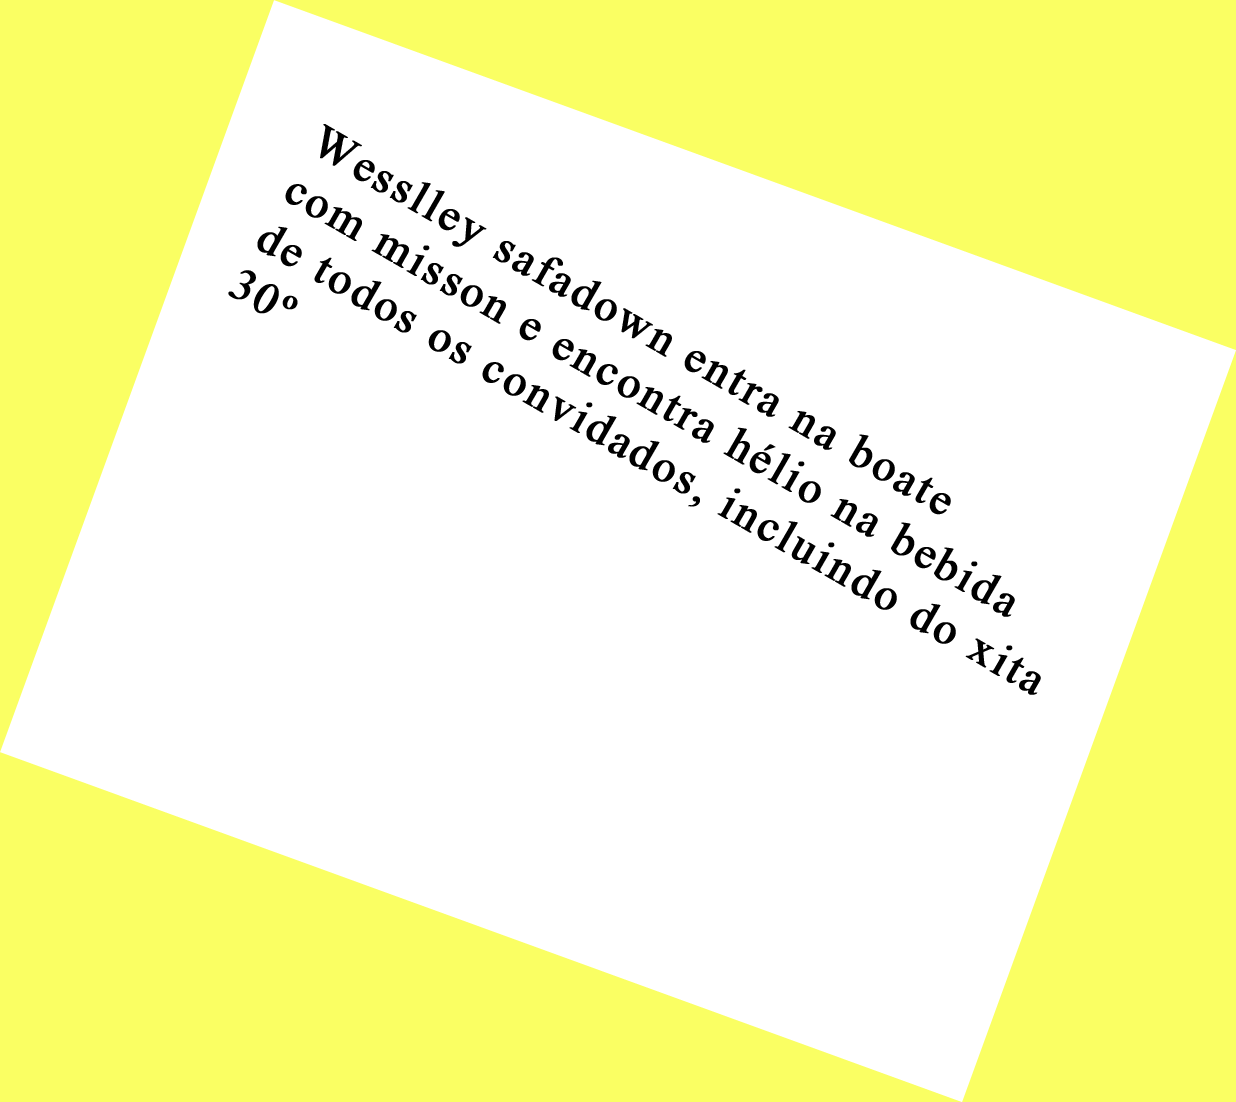 Wesslley safadown entra na boate
com misson e encontra hélio na bebida
de todos os convidados, incluindo do xita
30º